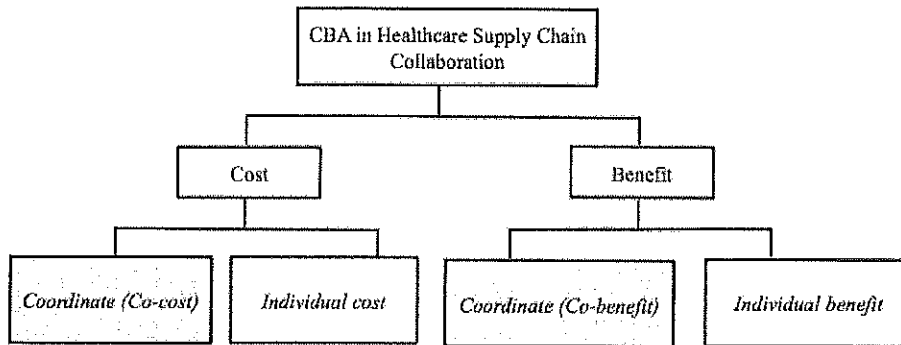 CBA in Healthcare Supply Chain
Collaboration
Cost
Benefit
Coordinate (Co-cost)
Individual cost
Coordinate (Co-benefit)
Individual benefit